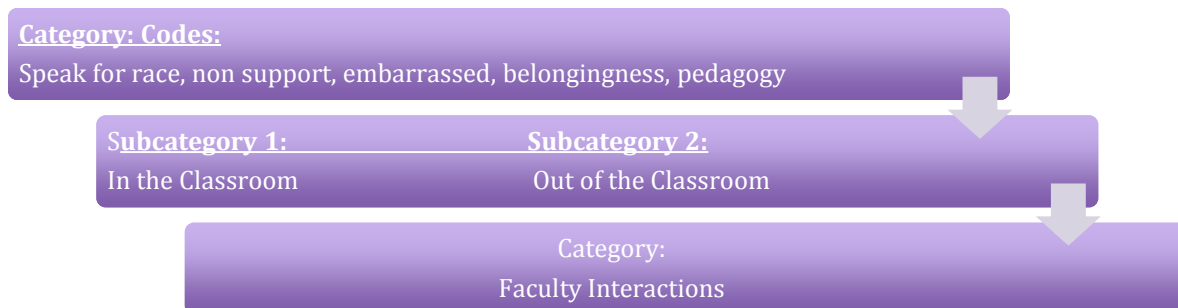 Category: Codes:
Speak for race, non support, embarrassed, belongingness, pedagogy
Subcategory 1: Subcategory 2:
In the Classroom Out of the Classroom
Category:
Faculty Interactions